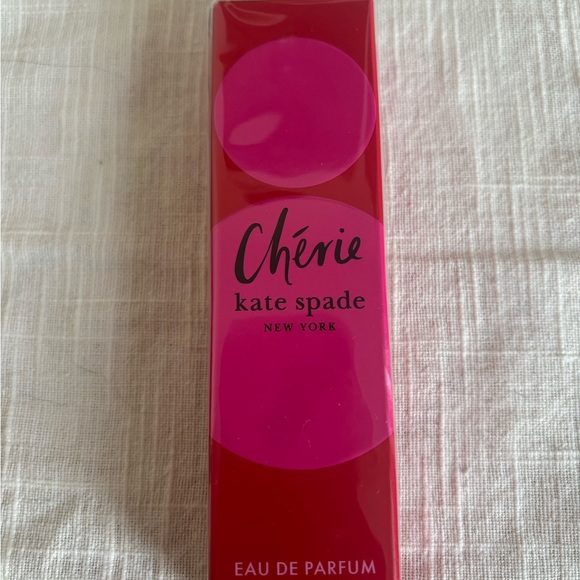 Chérie
kate spade
NEW YORK
EAU DE PARFUM